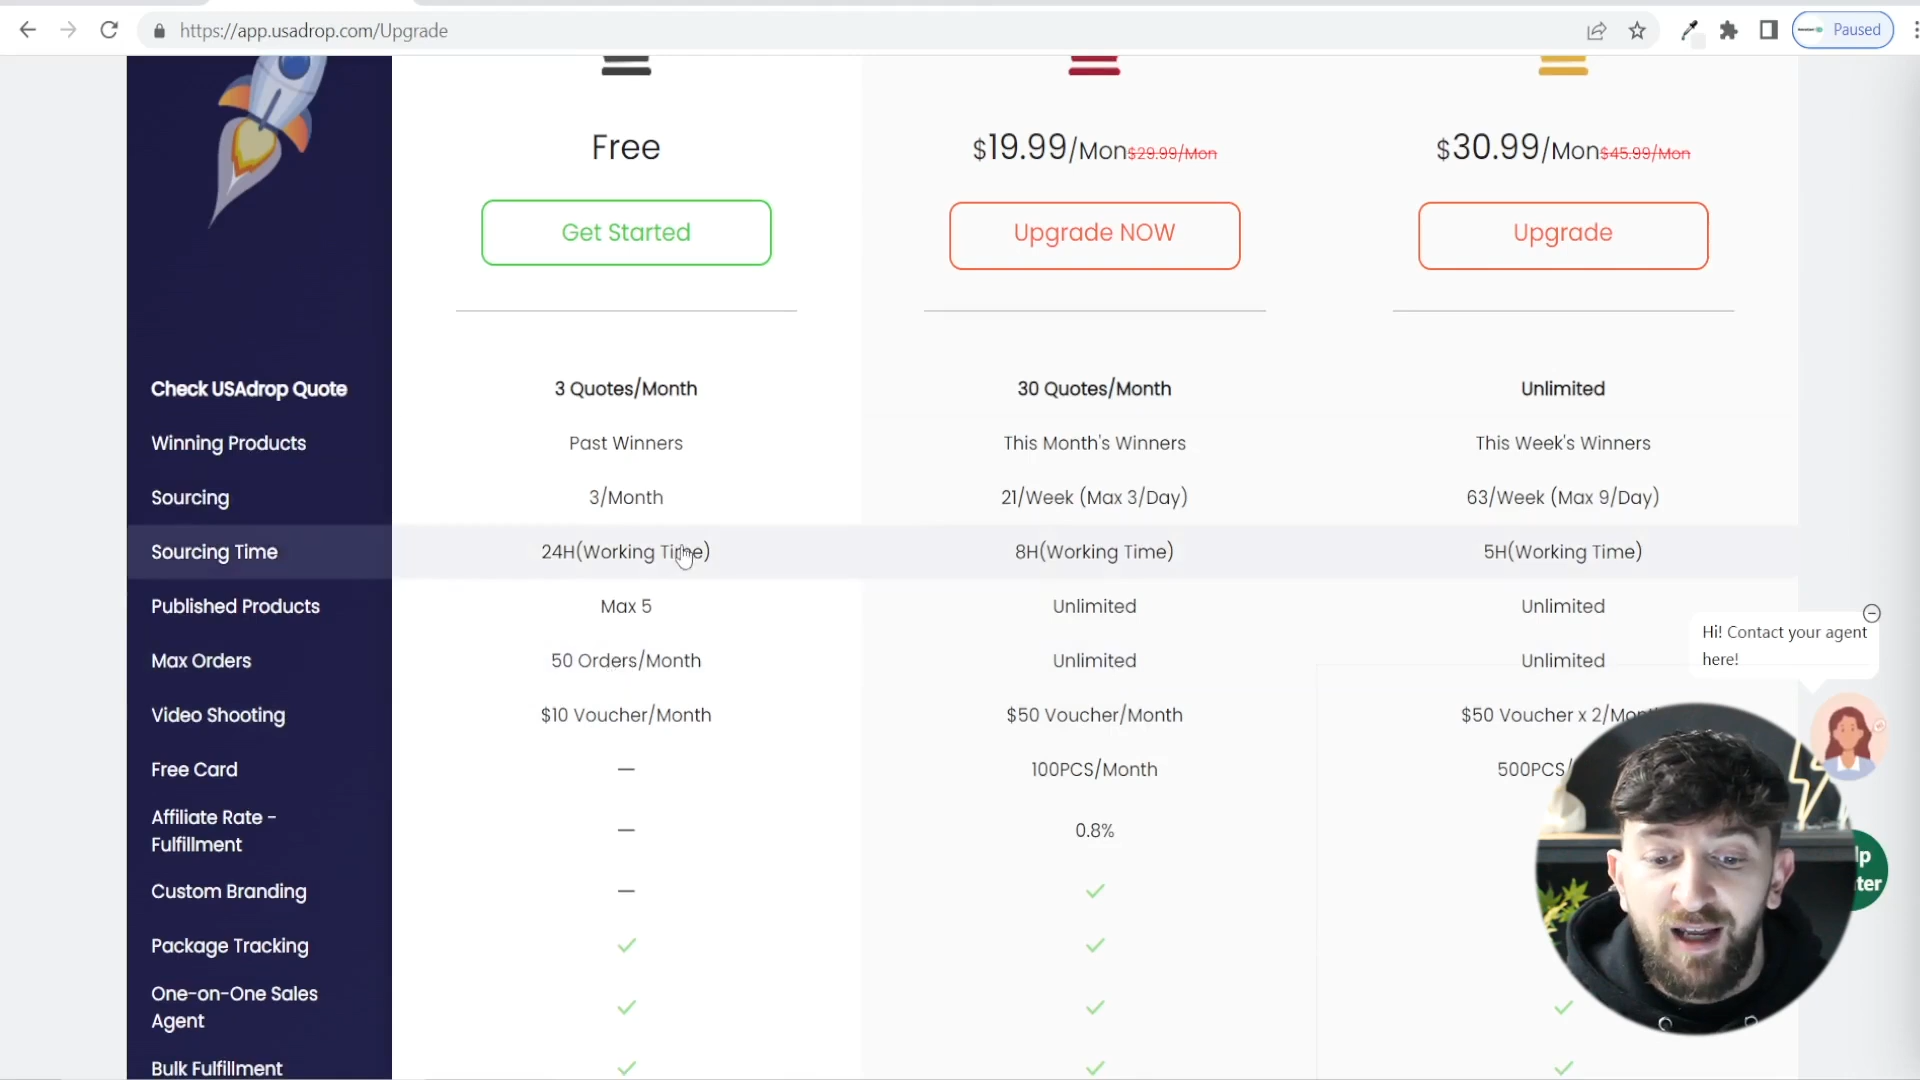 https://app.usadrop.com/Upgrade
Paused
Free
$19.99/Mon$29.99/Mon
$30.99/Mon$45.99/Mon
Get Started
Upgrade NOW
Upgrade
Check USAdrop Quote
3 Quotes/Month
30 Quotes/Month
Unlimited
Winning Products
Past Winners
This Month's Winners
This Week's Winners
Sourcing
3/Month
21/Week (Max 3/Day)
63/Week (Max 9/Day)
Sourcing Time
24H(Working Time)
8H(Working Time)
5H(Working Time)
Published Products
Max 5
Unlimited
Unlimited
Hi! Contact your agent
here!
Max Orders
50 Orders/Month
Unlimited
Unlimited
Video Shooting
$10 Voucher/Month
$50 Voucher/Month
$50 Voucher x 2/Mon
Free Card
—
100PCS/Month
500PCS/
Affiliate Rate -
Fulfillment
—
0.8%
Custom Branding
—
Package Tracking
One-on-One Sales
Agent
Bulk Fulfillment